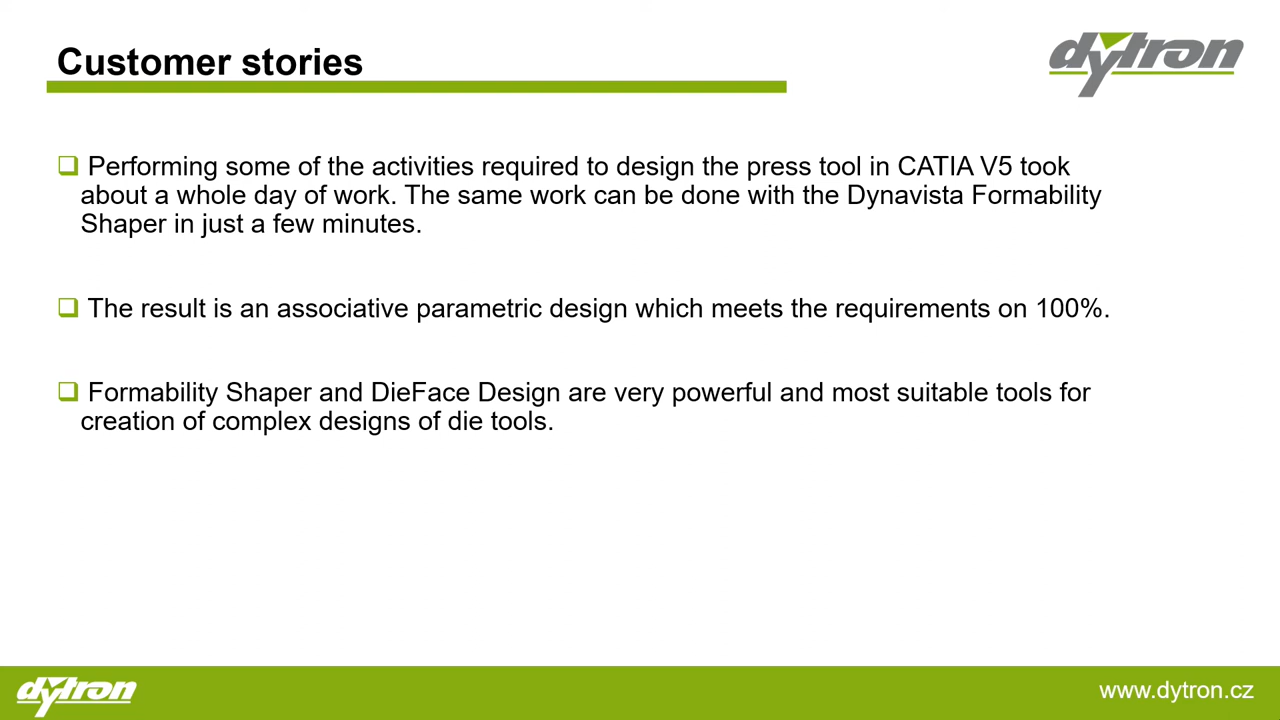 Customer stories
dytron
Performing some of the activities required to design the press tool in CATIA V5 took
about a whole day of work. The same work can be done with the Dynavista Formability
Shaper in just a few minutes.
The result is an associative parametric design which meets the requirements on 100%.
Formability Shaper and DieFace Design are very powerful and most suitable tools for
creation of complex designs of die tools.
dytron
www.dytron.cz